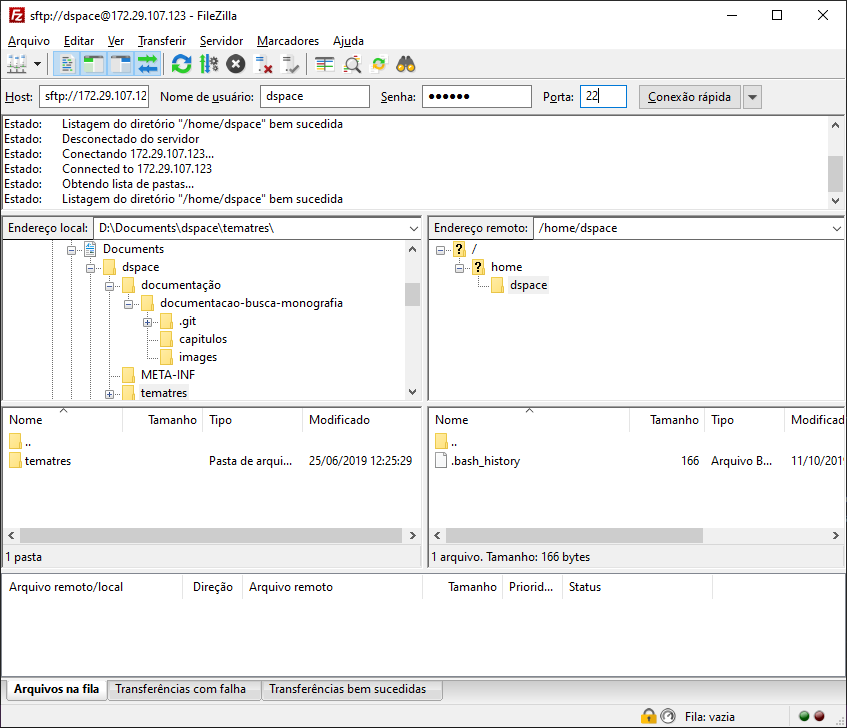 sftp://dspace@172.29.107.123 - FileZilla
Arquivo Editar Ver Transferir Servidor Marcadores Ajuda
Host: sftp://172.29.107.12 Nome de usuário: dspace Senha: ●●●●●● Porta: 22 Conexão rápida
Estado: Listagem do diretório "/home/dspace" bem sucedida
Estado: Desconectado do servidor
Estado: Conectando 172.29.107.123...
Estado: Connected to 172.29.107.123
Estado: Obtendo lista de pastas...
Estado: Listagem do diretório "/home/dspace" bem sucedida
Endereço local: D:\Documents\dspace\tematres\
Documents
dspace
documentação
documentacao-busca-monografia
.git
capitulos
images
META-INF
tematres
Endereço remoto: /home/dspace
/
home
dspace
Nome Tamanho Tipo Modificado
..
tematres Pasta de arqui... 25/06/2019 12:25:29
1 pasta
Nome Tamanho Tipo Modificad
..
.bash_history 166 Arquivo B... 11/10/2019
1 arquivo. Tamanho: 166 bytes
Arquivo remoto/local Direção Arquivo remoto Tamanho Priorid... Status
Arquivos na fila Transferências com falha Transferências bem sucedidas
Fila: vazia